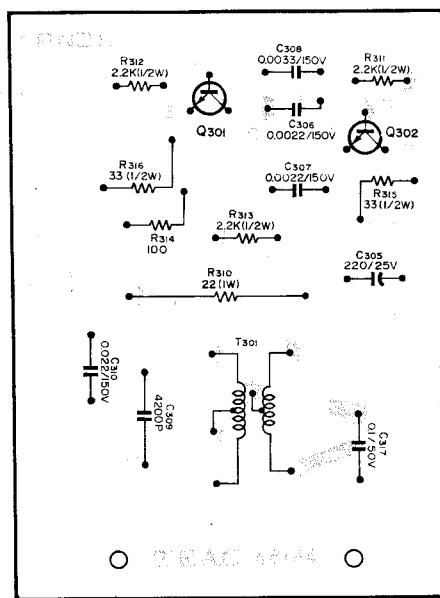 R312
2.2K(1/2W)
C308
0.0033/150V
R311
2.2K(1/2W)
Q301
C306
0.0022/150V
Q302
R316
33(1/2W)
C307
0.0022/150V
R315
33(1/2W)
R314
100
R313
2.2K(1/2W)
C305
220/25V
R310
22(1W)
T301
C310
0.022/150V
C309
4200P
C317
0.1/50V
TEAC